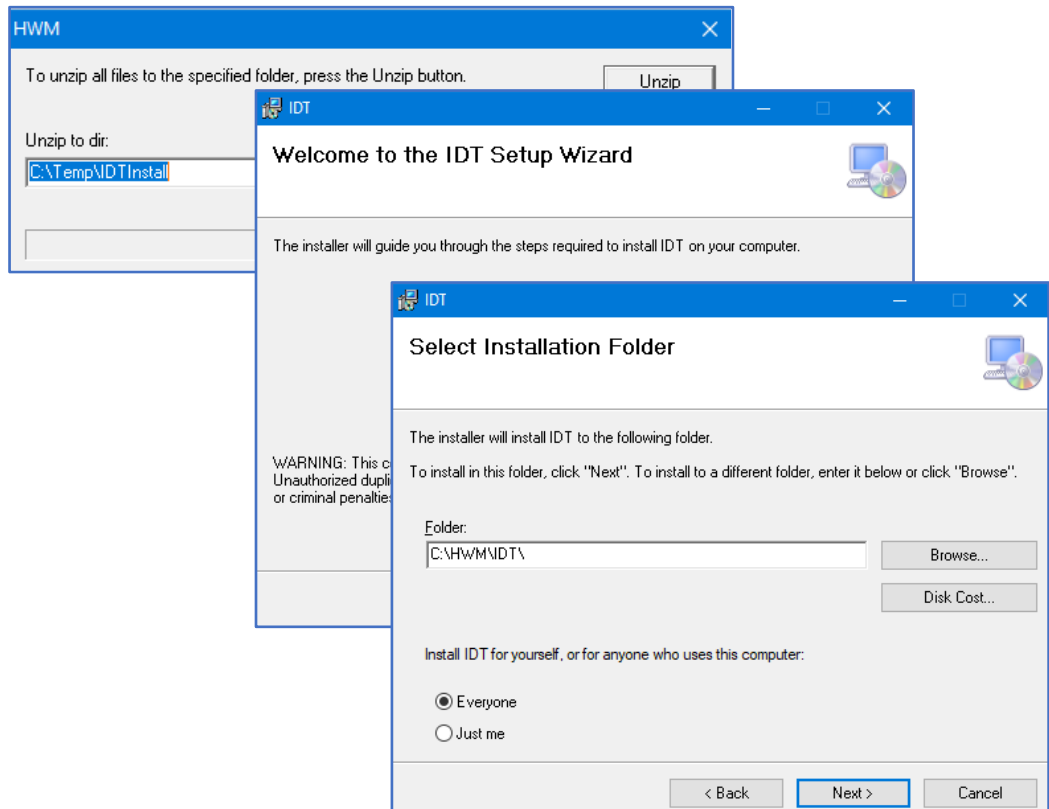 HWM
To unzip all files to the specified folder, press the Unzip button.
Unzip
Unzip to dir:
C:\Temp\IDTInstall
IDT
Welcome to the IDT Setup Wizard
The installer will guide you through the steps required to install IDT on your computer.
WARNING: This
Unauthorized
or criminal
IDT
Select Installation Folder
The installer will install IDT to the following folder.
To install in this folder, click "Next". To install to a different folder, enter it below or click "Browse".
Folder:
C:\HWM\IDT\
Browse...
Disk Cost...
Install IDT for yourself, or for anyone who uses this computer:
Everyone
Just me
< Back
Next >
Cancel